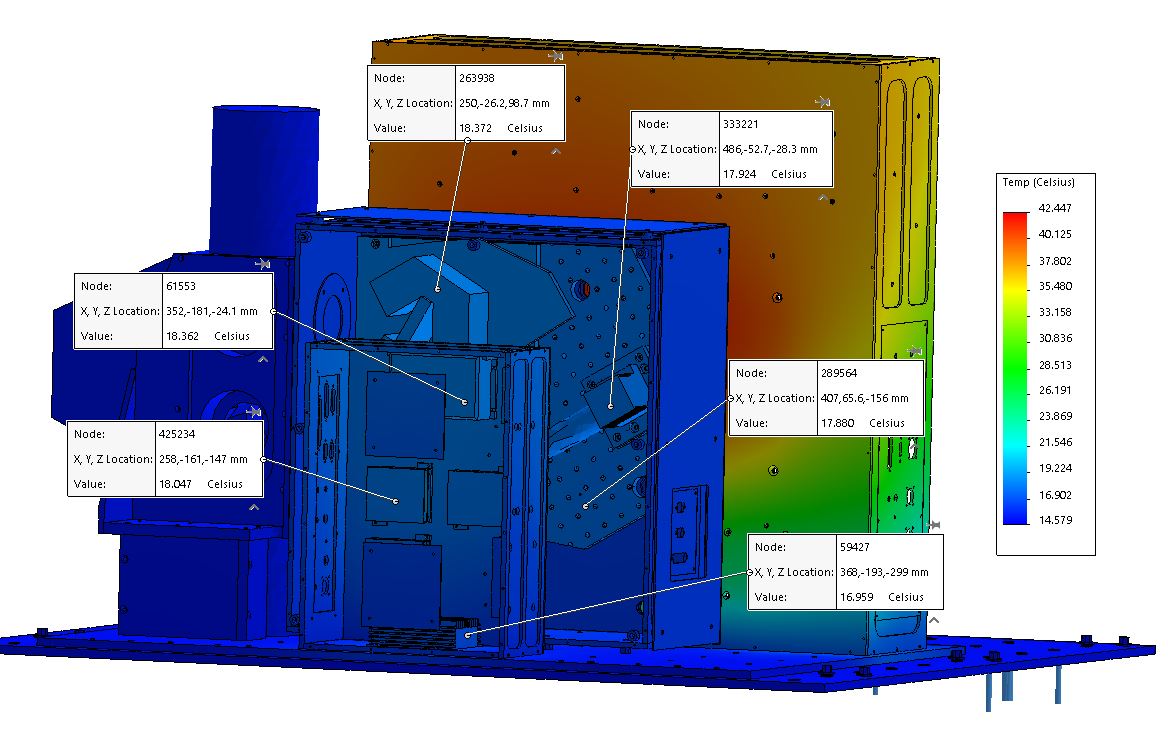 Node: 263938
X, Y, Z Location: 250,-26.2,98.7 mm
Value: 18.372 Celsius
Node: 333221
X, Y, Z Location: 486,-52.7,-28.3 mm
Value: 17.924 Celsius
Temp (Celsius)
42.447
40.125
37.802
35.480
33.158
30.836
28.513
26.191
23.869
21.546
19.224
16.902
14.579
Node: 61553
X, Y, Z Location: 352,-181,-24.1 mm
Value: 18.362 Celsius
Node: 289564
X, Y, Z Location: 407,65.6,-156 mm
Value: 17.880 Celsius
Node: 425234
X, Y, Z Location: 258,-161,-147 mm
Value: 18.047 Celsius
Node: 59427
X, Y, Z Location: 368,-193,-299 mm
Value: 16.959 Celsius